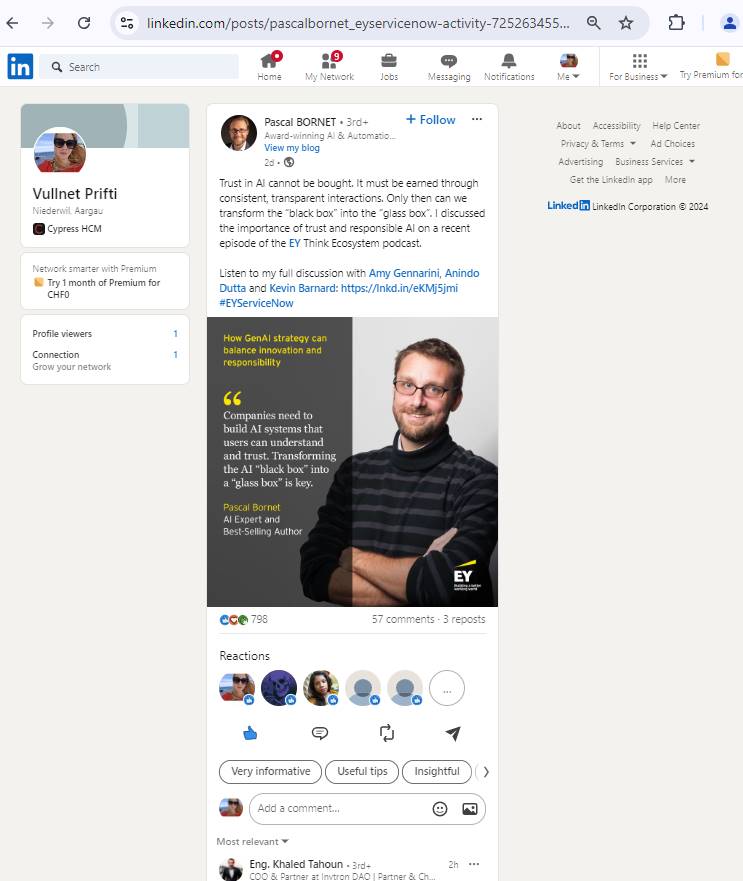 linkedin.com/posts/pascalbornet_eyservicenow-activity-725263455...
in
Search
Home
9
My Network
Jobs
Messaging
Notifications
Me
For Business
Try Premium for
Vullnet Prifti
Niederwil, Aargau
Cypress HCM
Network smarter with Premium
Try 1 month of Premium for
CHF0
Profile viewers 1
Connection 1
Grow your network
Pascal BORNET • 3rd+
Award-winning AI & Automatio...
View my blog
2d •
+ Follow
...
Trust in AI cannot be bought. It must be earned through
consistent, transparent interactions. Only then can we
transform the “black box” into the “glass box”. I discussed
the importance of trust and responsible AI on a recent
episode of the EY Think Ecosystem podcast.
Listen to my full discussion with Amy Gennarini, Anindo
Dutta and Kevin Barnard: https://lnkd.in/eKMj5jmi
#EYServiceNow
How GenAI strategy can
balance innovation and
responsibility
“
Companies need to
build AI systems that
users can understand
and trust. Transforming
the AI “black box” into
a “glass box” is key.
Pascal Bornet
AI Expert and
Best-Selling Author
EY
Building a better
working world
798
57 comments · 3 reposts
Reactions
...
Very informative
Useful tips
Insightful
Add a comment...
Most relevant
Eng. Khaled Tahoun • 3rd+
2h ...
COO & Partner at Invtron DAO | Partner & Ch...
About Accessibility Help Center
Privacy & Terms Ad Choices
Advertising Business Services
Get the LinkedIn app More
LinkedIn LinkedIn Corporation © 2024